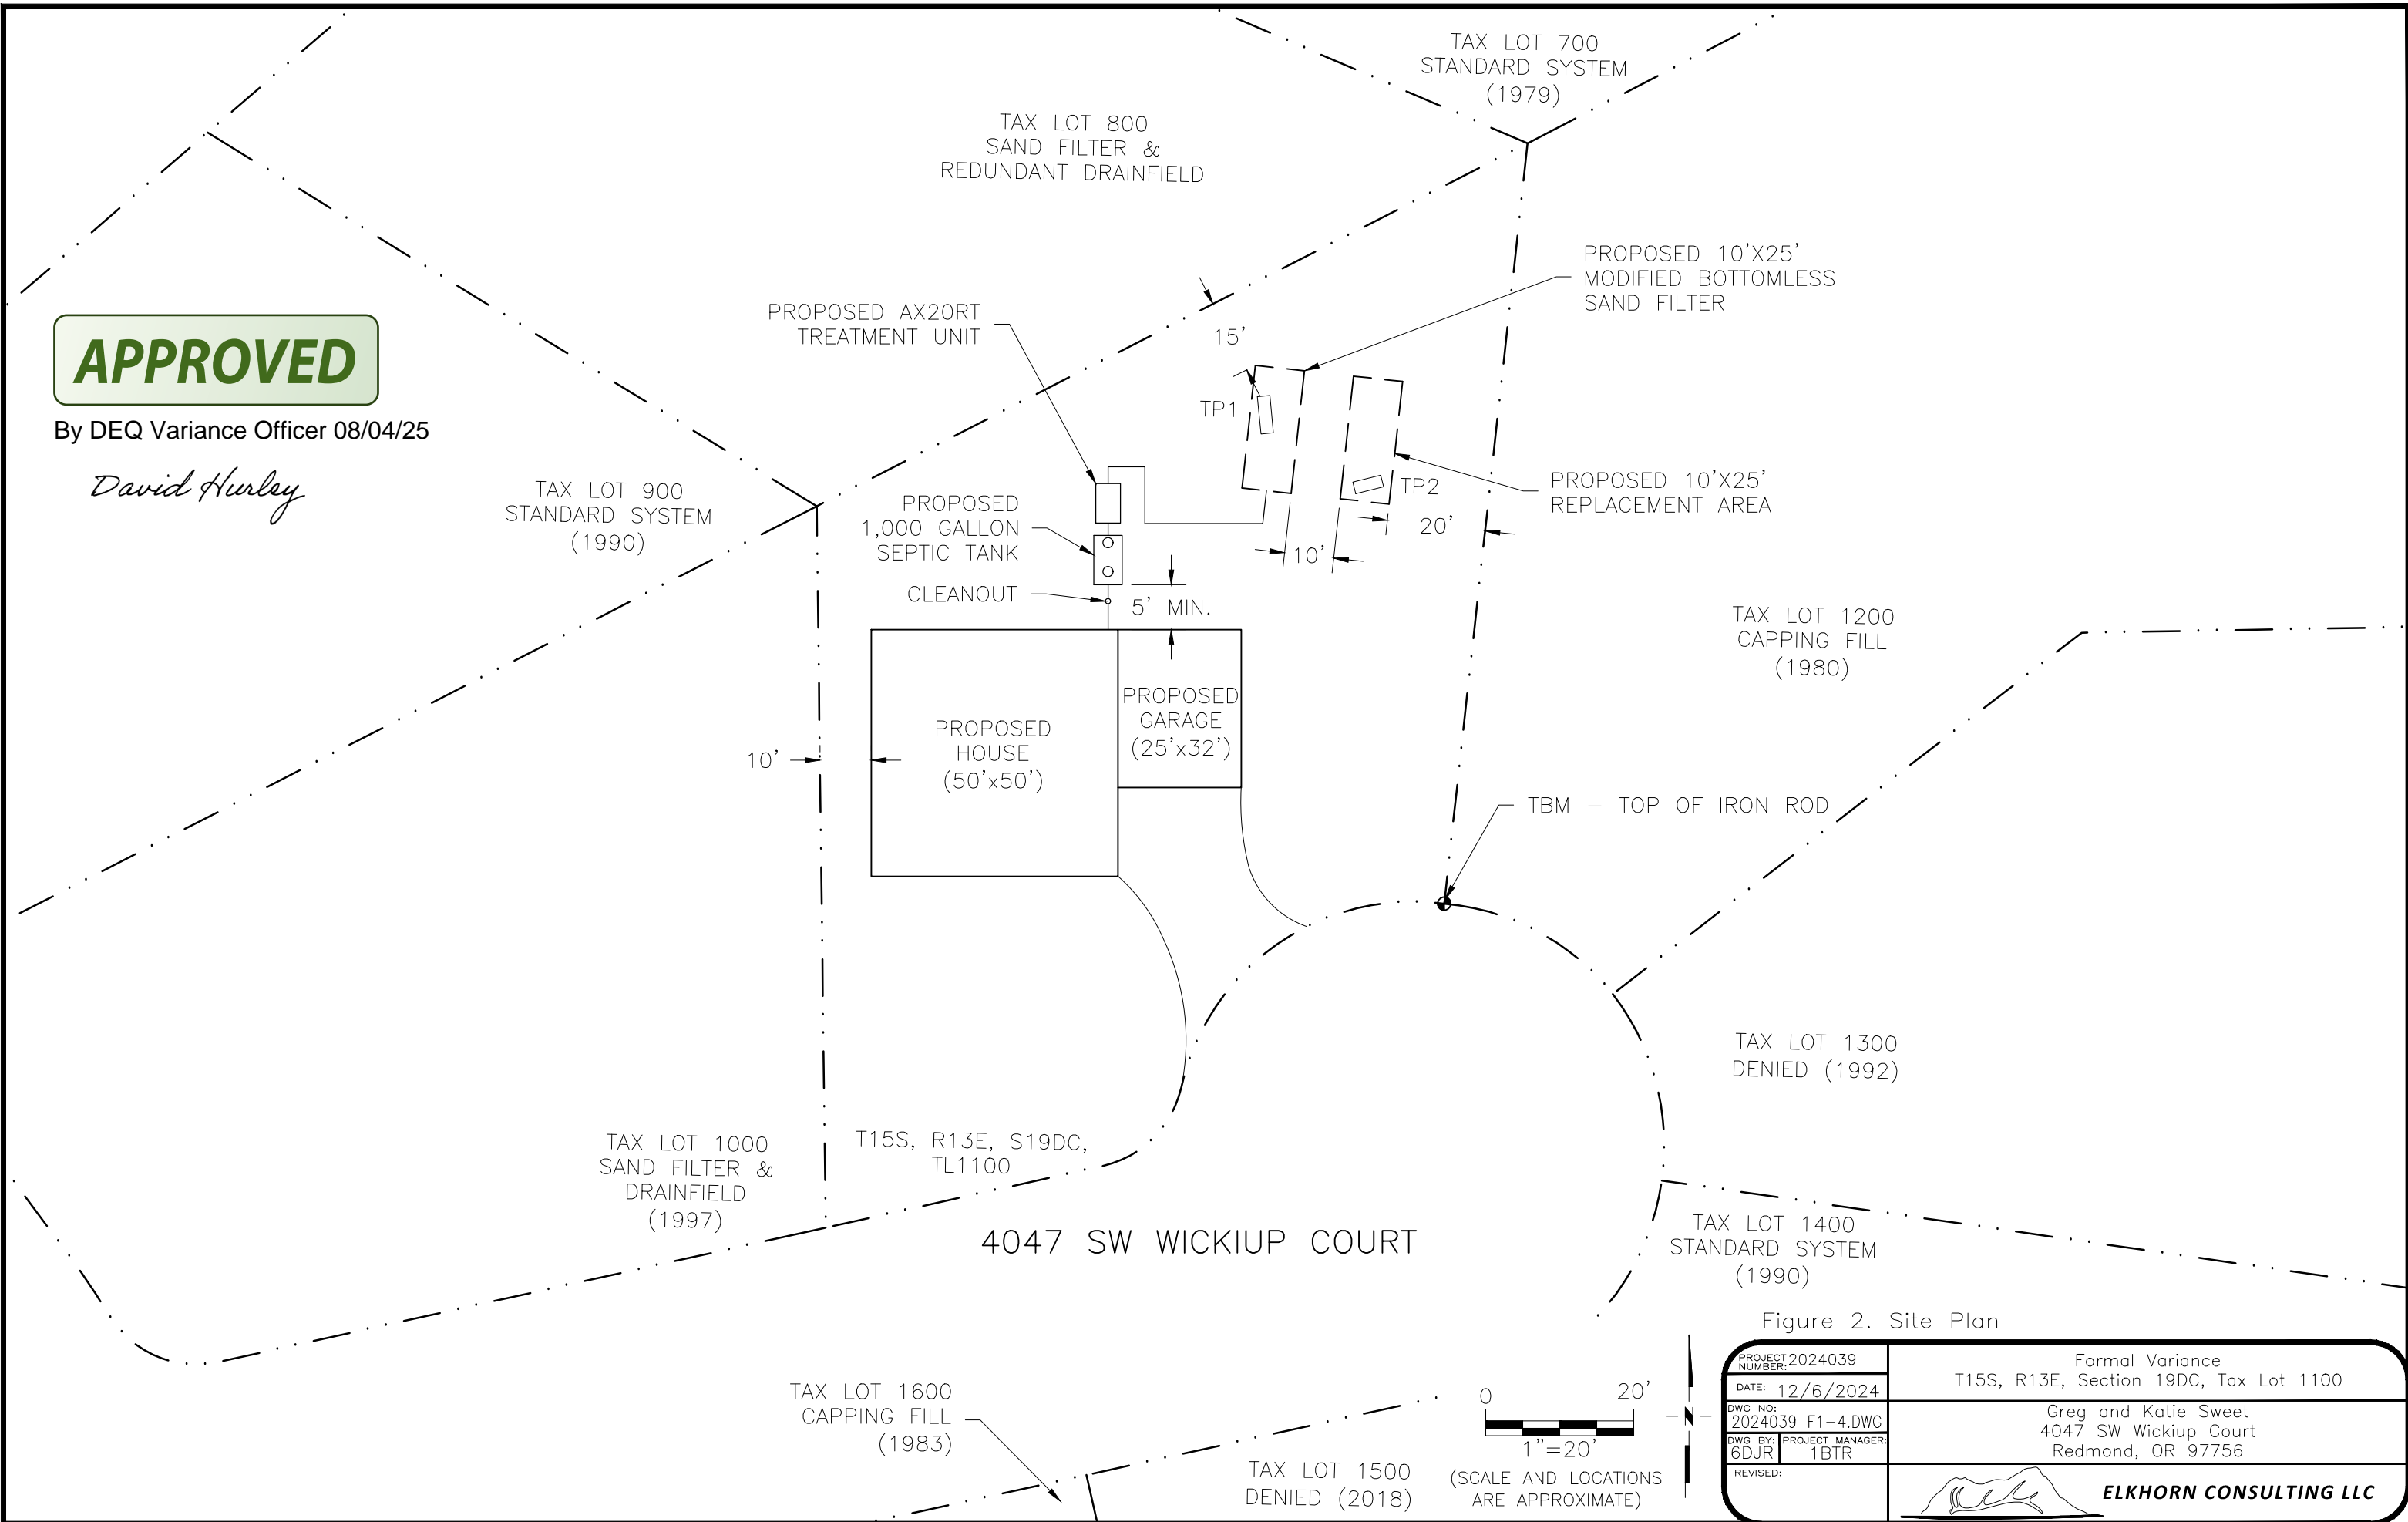 TAX LOT 700
STANDARD SYSTEM
(1979)
TAX LOT 800
SAND FILTER &
REDUNDANT DRAINFIELD
PROPOSED 10'X25'
MODIFIED BOTTOMLESS
SAND FILTER
PROPOSED AX20RT
TREATMENT UNIT
15'
APPROVED
By DEQ Variance Officer 08/04/25
David Hurley
TP1
TAX LOT 900
STANDARD SYSTEM
(1990)
PROPOSED
1,000 GALLON
SEPTIC TANK
TP2
PROPOSED 10'X25'
REPLACEMENT AREA
20'
10'
CLEANOUT
5' MIN.
TAX LOT 1200
CAPPING FILL
(1980)
PROPOSED
HOUSE
(50'x50')
PROPOSED
GARAGE
(25'x32')
10'
TBM – TOP OF IRON ROD
TAX LOT 1300
DENIED (1992)
TAX LOT 1000
SAND FILTER &
DRAINFIELD
(1997)
T15S, R13E, S19DC,
TL1100
4047 SW WICKIUP COURT
TAX LOT 1400
STANDARD SYSTEM
(1990)
TAX LOT 1600
CAPPING FILL
(1983)
TAX LOT 1500
DENIED (2018)
0 20'
1"=20'
(SCALE AND LOCATIONS
ARE APPROXIMATE)
N
Figure 2. Site Plan
PROJECT NUMBER: 2024039
DATE: 12/6/2024
DWG NO:
2024039 F1-4.DWG
DWG BY: 6DJR
PROJECT MANAGER: 1BTR
REVISED:
Formal Variance
T15S, R13E, Section 19DC, Tax Lot 1100
Greg and Katie Sweet
4047 SW Wickiup Court
Redmond, OR 97756
ELKHORN CONSULTING LLC